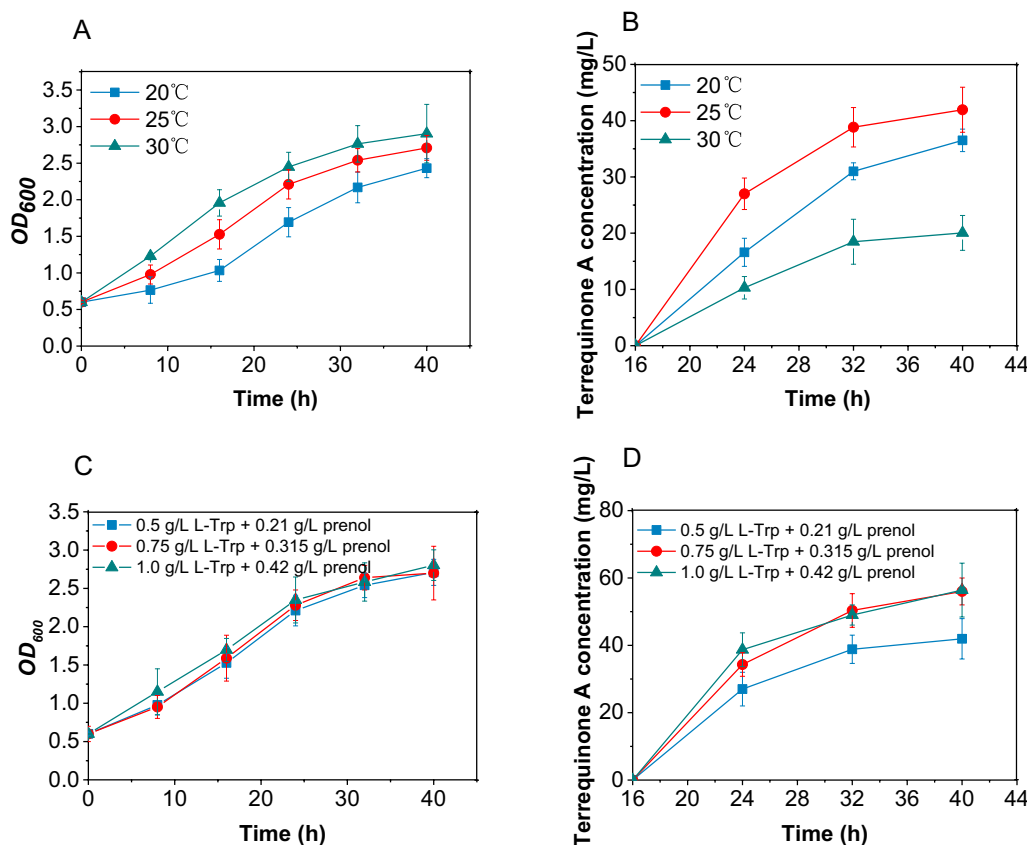 A
3.5
3.0
2.5
2.0
1.5
1.0
0.5
0.0
OD600
20℃
25℃
30℃
0 10 20 30 40
Time (h)
B
50
40
30
20
10
0
Terrequinone A concentration (mg/L)
20℃
25℃
30℃
16 20 24 28 32 36 40 44
Time (h)
C
3.5
3.0
2.5
2.0
1.5
1.0
0.5
0.0
OD600
0.5 g/L L-Trp + 0.21 g/L prenol
0.75 g/L L-Trp + 0.315 g/L prenol
1.0 g/L L-Trp + 0.42 g/L prenol
0 10 20 30 40
Time (h)
D
80
60
40
20
0
Terrequinone A concentration (mg/L)
0.5 g/L L-Trp + 0.21 g/L prenol
0.75 g/L L-Trp + 0.315 g/L prenol
1.0 g/L L-Trp + 0.42 g/L prenol
16 20 24 28 32 36 40 44
Time (h)